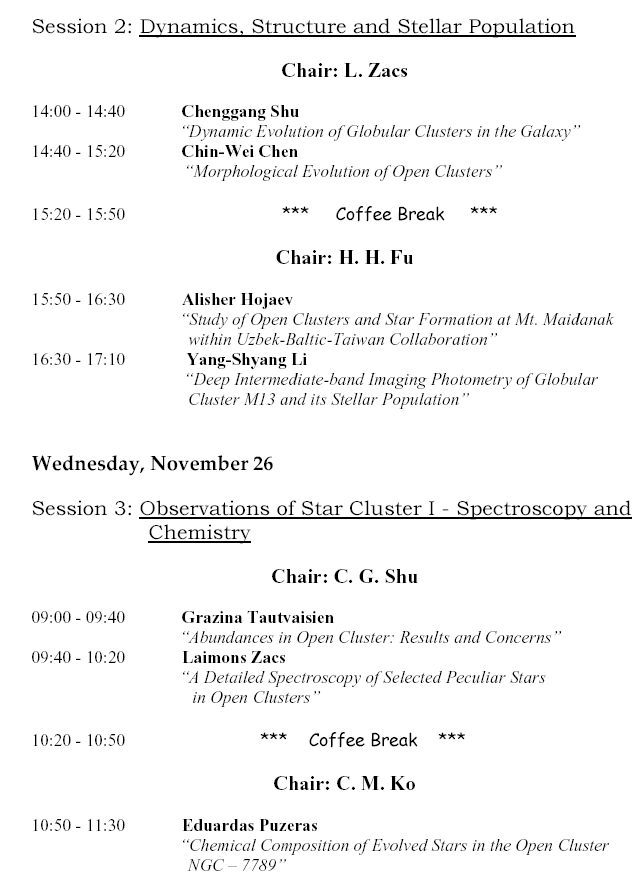 Session 2: Dynamics, Structure and Stellar Population
Chair: L. Zacs
14:00 - 14:40 Chenggang Shu
“Dynamic Evolution of Globular Clusters in the Galaxy”
14:40 - 15:20 Chin-Wei Chen
“Morphological Evolution of Open Clusters”
15:20 - 15:50 *** Coffee Break ***
Chair: H. H. Fu
15:50 - 16:30 Alisher Hojaev
“Study of Open Clusters and Star Formation at Mt. Maidanak
within Uzbek-Baltic-Taiwan Collaboration”
16:30 - 17:10 Yang-Shyang Li
“Deep Intermediate-band Imaging Photometry of Globular
Cluster M13 and its Stellar Population”
Wednesday, November 26
Session 3: Observations of Star Cluster I - Spectroscopy and
Chemistry
Chair: C. G. Shu
09:00 - 09:40 Grazina Tautvaisien
“Abundances in Open Cluster: Results and Concerns”
09:40 - 10:20 Laimons Zacs
“A Detailed Spectroscopy of Selected Peculiar Stars
in Open Clusters”
10:20 - 10:50 *** Coffee Break ***
Chair: C. M. Ko
10:50 - 11:30 Eduardas Puzeras
“Chemical Composition of Evolved Stars in the Open Cluster
NGC – 7789”